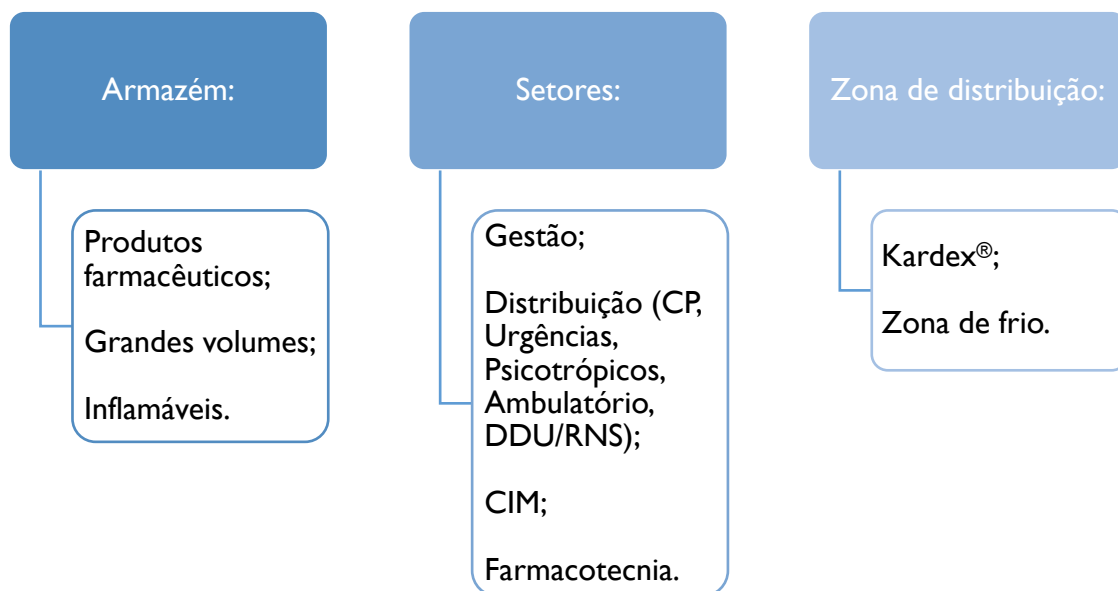 Armazém:
Produtos
farmacêuticos;
Grandes volumes;
Inflamáveis.
Setores:
Gestão;
Distribuição (CP,
Urgências,
Psicotrópicos,
Ambulatório,
DDU/RNS);
CIM;
Farmacotecnia.
Zona de distribuição:
Kardex®;
Zona de frio.